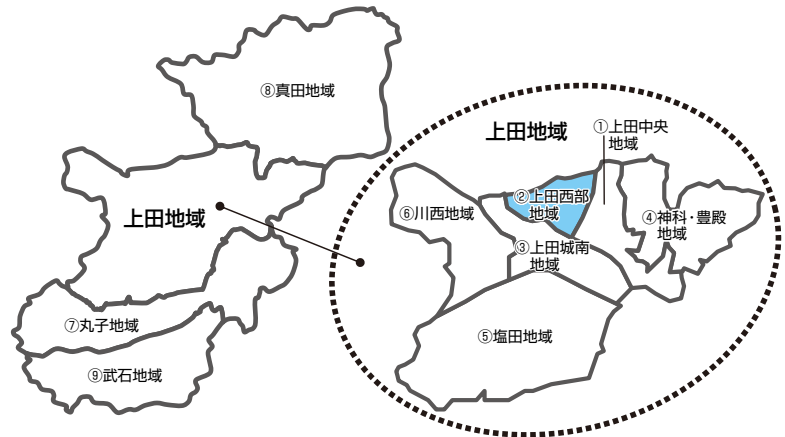 ⑧真田地域
上田地域
⑦丸子地域
⑨武石地域
上田地域
①上田中央
地域
②上田西部
地域
⑥川西地域
④神科・豊殿
地域
③上田城南
地域
⑤塩田地域